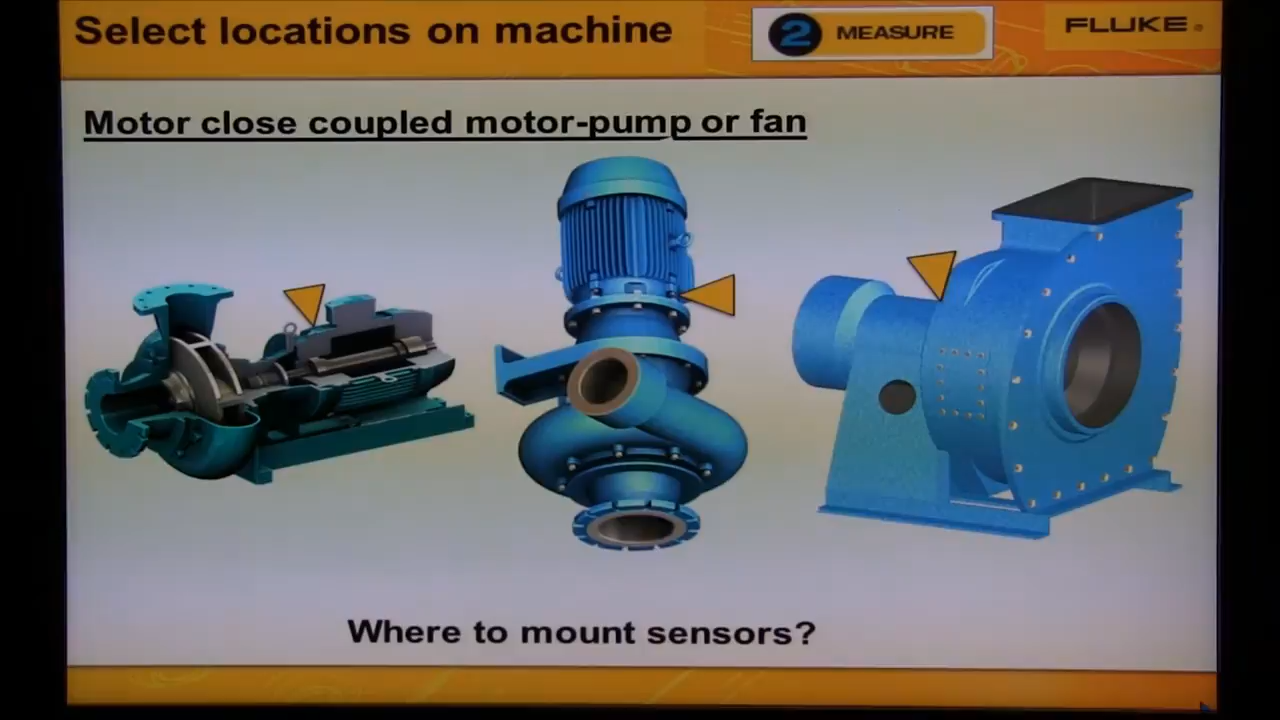 Select locations on machine
2 MEASURE
FLUKE®
Motor close coupled motor-pump or fan
Where to mount sensors?